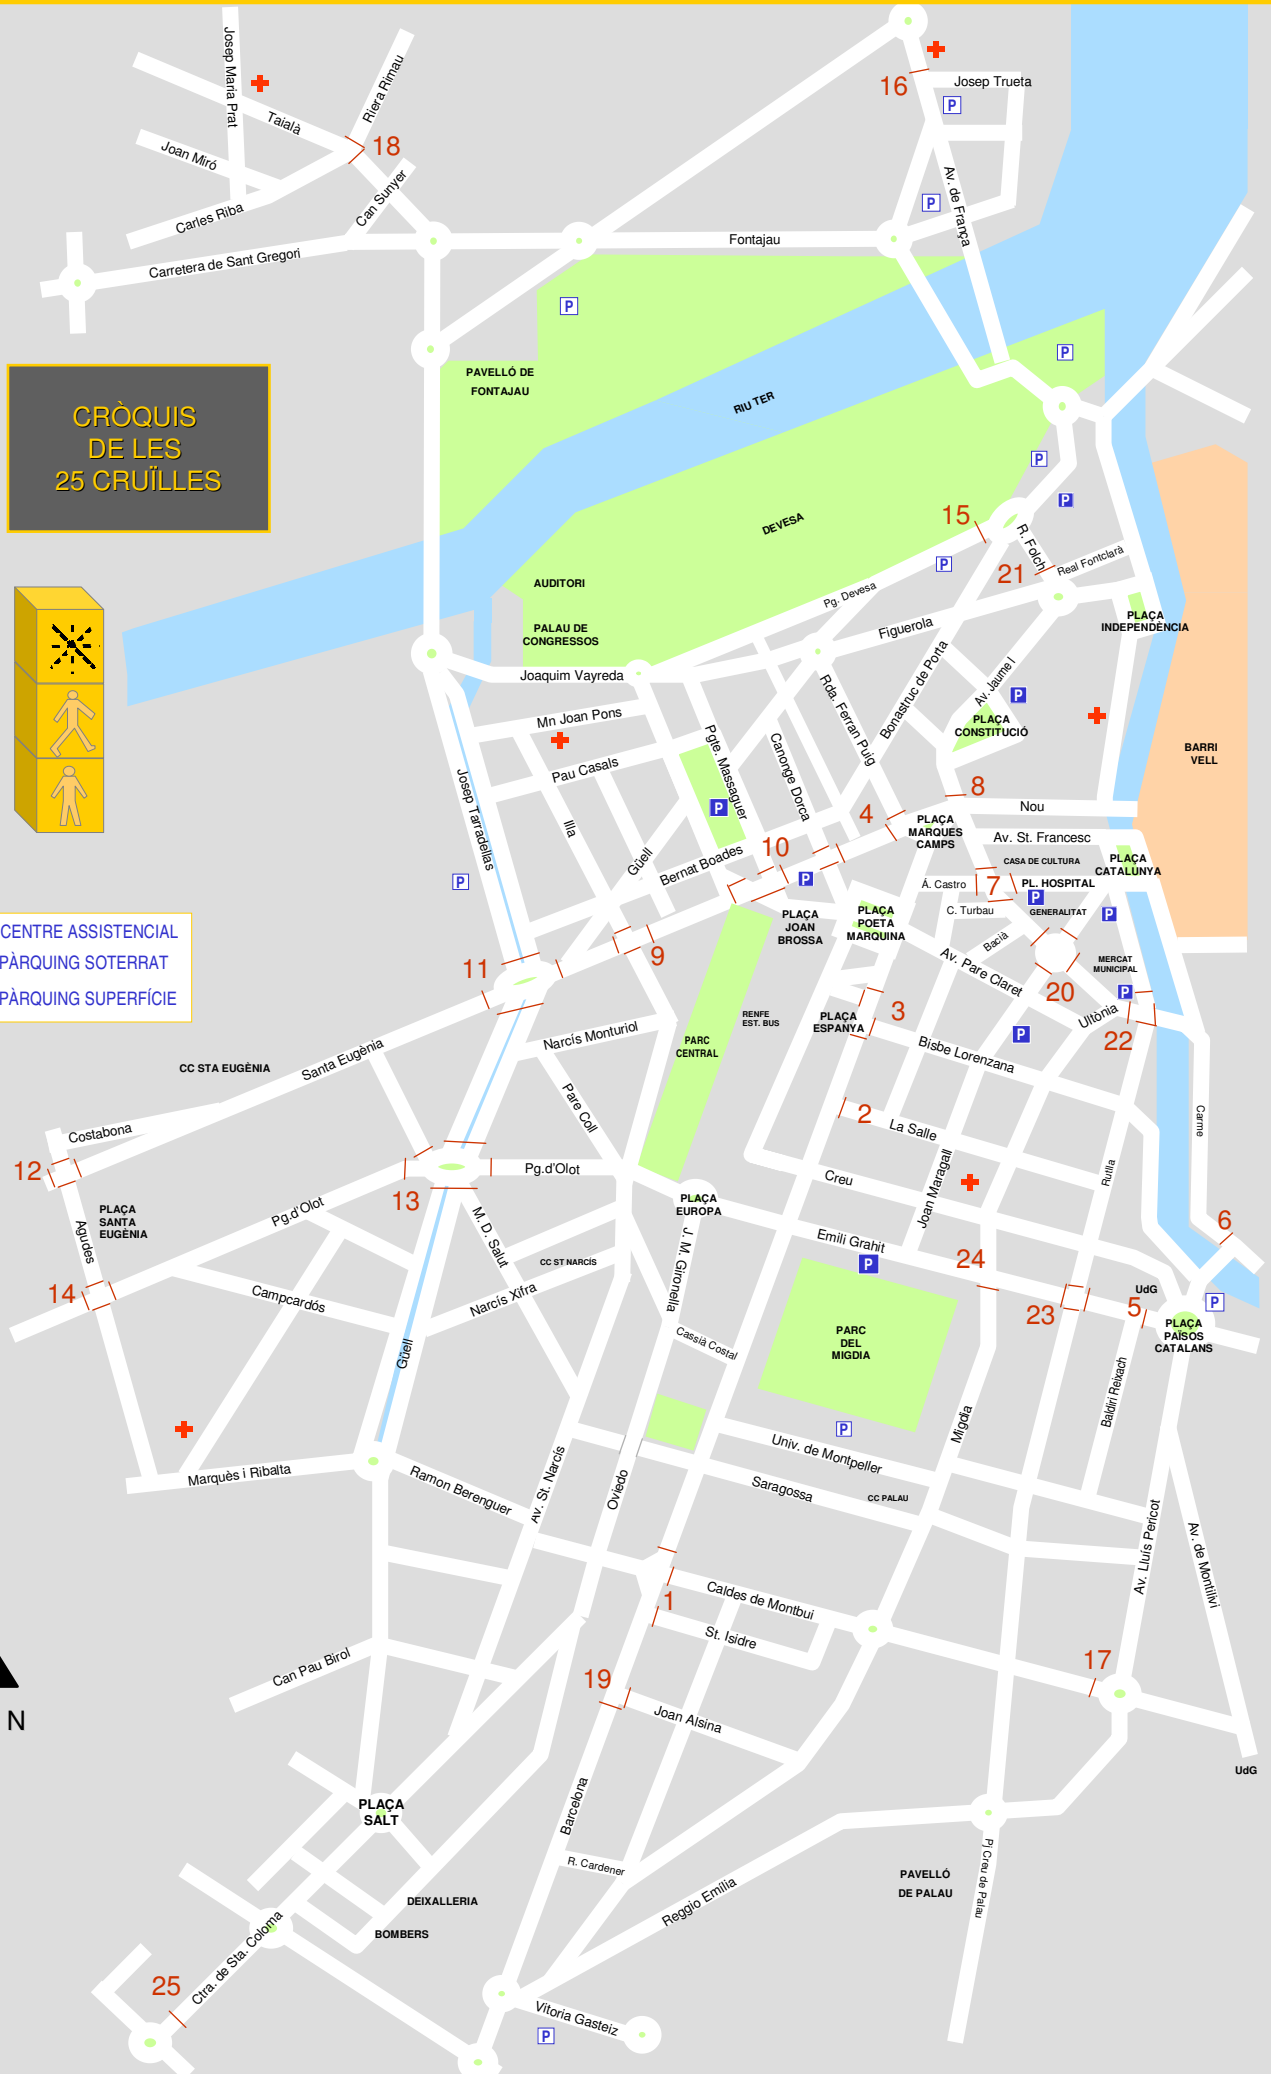 Josep Maria Prat
Riera Rimau
16
Josep Trueta
P
Taialà
18
Joan Miró
Can Sunyer
Av. de França
P
Carles Riba
Fontajau
Carretera de Sant Gregori
P
P
PAVELLÓ DE
FONTAJAU
RIU TER
CRÒQUIS
DE LES
25 CRUÏLLES
P
P
15
DEVESA
R. Folch
21
Real Fontclarà
P
AUDITORI
Pg. Devesa
PLAÇA
INDEPENDÈNCIA
PALAU DE
CONGRESSOS
Figuerola
Joaquim Vayreda
Bonastruc de Porta
Av. Jaume I
P
Rda. Ferran Puig
Mn Joan Pons
PLAÇA
CONSTITUCIÓ
Pgte. Massaguer
Canonge Dorca
BARRI
VELL
Pau Casals
Josep Tarradellas
8
P
Nou
4
Illa
PLAÇA
MARQUES
CAMPS
Av. St. Francesc
10
Güell
Bernat Boades
CASA DE CULTURA
PLAÇA
CATALUNYA
P
P
Á. Castro
7
PL. HOSPITAL
P
C. Turbau
GENERALITAT
P
PLAÇA
JOAN
BROSSA
PLAÇA
POETA
MARQUINA
CENTRE ASSISTENCIAL
PÀRQUING SOTERRAT
PÀRQUING SUPERFÍCIE
Bacià
9
11
Av. Pare Claret
MERCAT
MUNICIPAL
20
P
3
RENFE
EST. BUS
PLAÇA
ESPANYA
Ultònia
22
P
Narcís Monturiol
PARC
CENTRAL
Bisbe Lorenzana
CC STA EUGÈNIA
Santa Eugènia
Pare Coll
2
La Salle
Carme
Costabona
12
Pg.d'Olot
Creu
Joan Maragall
Rutlla
13
PLAÇA
EUROPA
PLAÇA
SANTA
EUGENIA
Pg.d'Olot
Agudes
M. D. Salut
J. M. Gironella
Emili Grahit
6
CC ST NARCÍS
P
24
14
Campcardós
Narcís Xifra
23
UdG
5
P
Güell
Cassià Costal
PARC
DEL
MIGDIA
PLAÇA
PAÏSOS
CATALANS
Baldiri Reixach
P
Migdia
Univ. de Montpeller
Marquès i Ribalta
Ramon Berenguer
Av. St. Narcís
Oviedo
Saragossa
CC PALAU
Av. Lluís Pericot
Av. de Montilivi
1
Caldes de Montbui
St. Isidre
Can Pau Birol
19
17
N
Joan Alsina
UdG
PLAÇA
SALT
Barcelona
R. Cardener
Pj Creu de Palau
PAVELLÓ
DE PALAU
Reggio Emilia
DEIXALLERIA
BOMBERS
Ctra. de Sta. Coloma
25
Vitoria Gasteiz
P